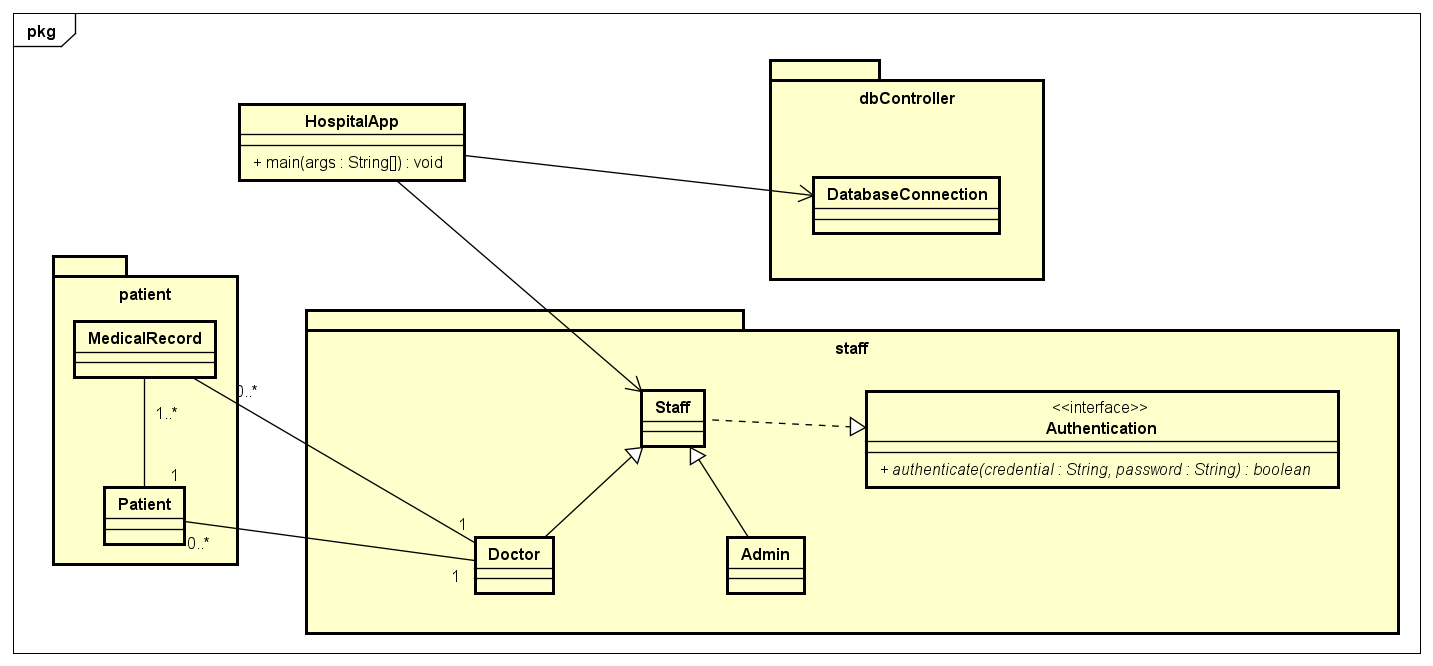 pkg
HospitalApp
+ main(args : String[]) : void
dbController
DatabaseConnection
patient
MedicalRecord
0..*
1..*
1
Patient
0..*
staff
Staff
<<interface>>
Authentication
+ authenticate(credential : String, password : String) : boolean
1
Doctor
1
Admin